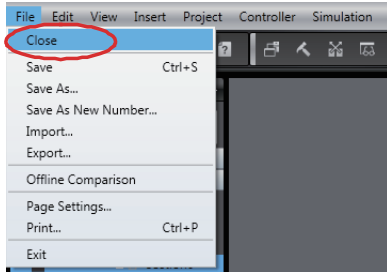 File Edit View Insert Project Controller Simulation
Close
Save Ctrl+S
Save As...
Save As New Number...
Import...
Export...
Offline Comparison
Page Settings...
Print... Ctrl+P
Exit